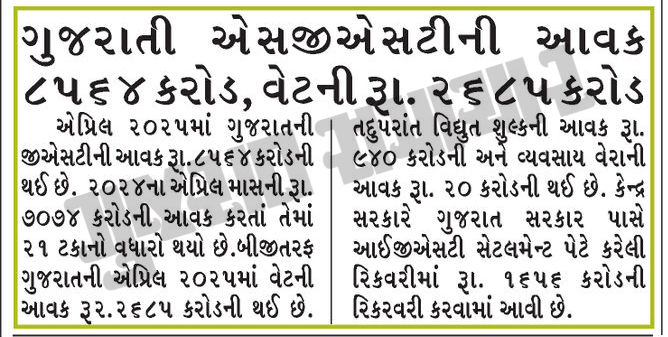 ગુજરાતી એસજીએસટીની આવક
૮૫૬૪ કરોડ, વેટની રૂા. ૨૬૮૫ કરોડ
એપ્રિલ ૨૦૨૫માં ગુજરાતની
જીએસટીની આવક રૂા.૮૫૬૪ કરોડની
થઈ છે. ૨૦૨૪ના એપ્રિલ માસની રૂા.
૭૦૭૪ કરોડની આવક કરતાં તેમાં
૨૧ ટકાનો વધારો થયો છે.બીજીતરફ
ગુજરાતની એપ્રિલ ૨૦૨૫માં વેટની
આવક રૂ૨.૨૬૮૫ કરોડની થઈ છે.
તદુપરાંત વિદ્યુત શુલ્કની આવક રૂા.
૯૪૦ કરોડની અને વ્યવસાય વેરાની
આવક રૂા. ૨૦ કરોડની થઈ છે. કેન્દ્ર
સરકારે ગુજરાત સરકાર પાસે
આઈજીએસટી સેટલમેન્ટ પેટે કરેલી
રિકવરીમાં રૂા. ૧૬૫૬ કરોડની
રિકરવરી કરવામાં આવી છે.
ગુજરાત સમાચાર